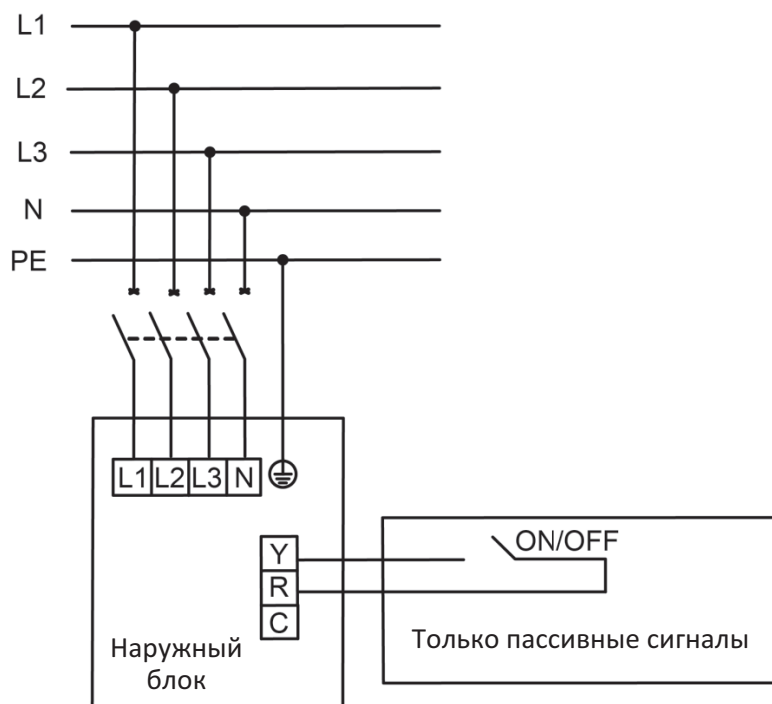 L1
L2
L3
N
PE
L1 L2 L3 N
Y
R
C
ON/OFF
Наружный
блок
Только пассивные сигналы